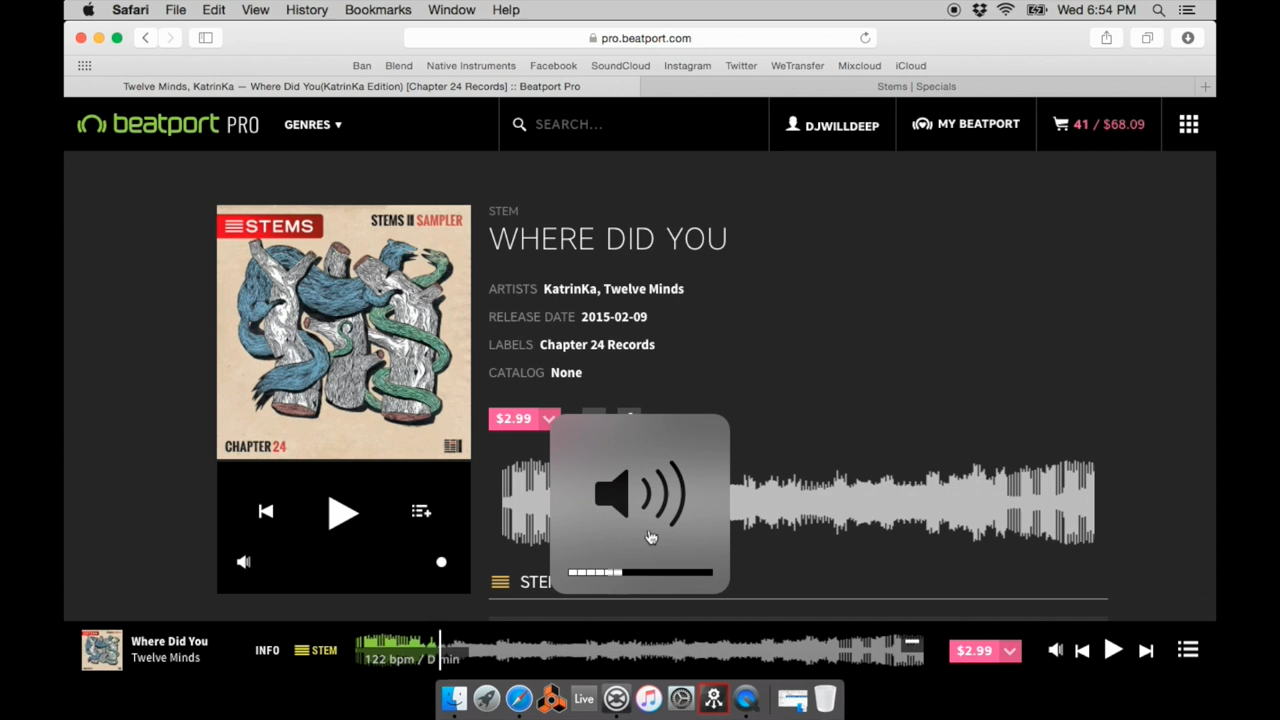 Safari File Edit View History Bookmarks Window Help
Wed 6:54 PM
pro.beatport.com
Ban Blend Native Instruments Facebook SoundCloud Instagram Twitter WeTransfer Mixcloud iCloud
Twelve Minds, KatrinKa — Where Did You(KatrinKa Edition) [Chapter 24 Records] :: Beatport Pro
Stems | Specials
beatport PRO
GENRES
SEARCH...
DJWILLDEEP
MY BEATPORT
41 / $68.09
STEMS
STEMS II SAMPLER
CHAPTER 24
STEM
WHERE DID YOU
ARTISTS KatrinKa, Twelve Minds
RELEASE DATE 2015-02-09
LABELS Chapter 24 Records
CATALOG None
$2.99
Where Did You
Twelve Minds
INFO
STEM
122 bpm / D min
$2.99
Live